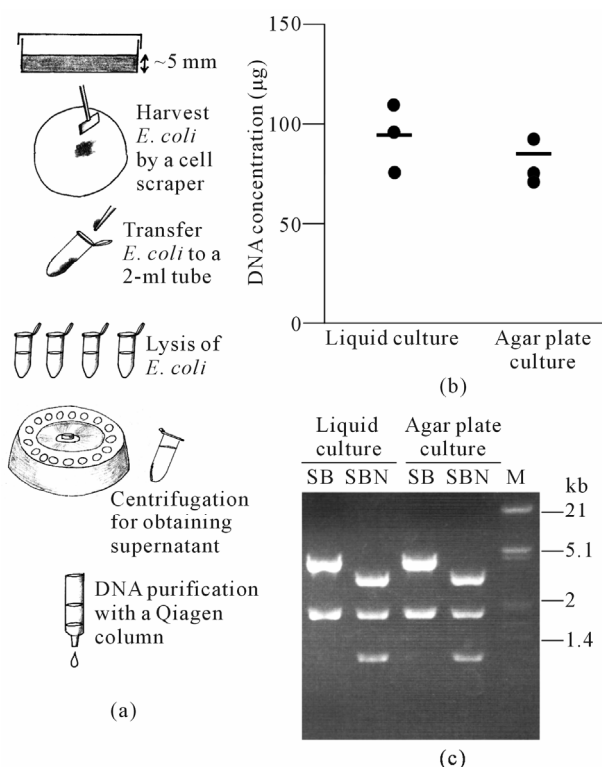 ~5 mm
Harvest
E. coli
by a cell
scraper
Transfer
E. coli to a
2-ml tube
Lysis of
E. coli
Centrifugation
for obtaining
supernatant
DNA purification
with a Qiagen
column
(a)
DNA concentration (µg)
150
100
50
0
Liquid culture
Agar plate
culture
(b)
Liquid
culture
Agar plate
culture
SB SBN SB SBN M
kb
21
5.1
2
1.4
(c)